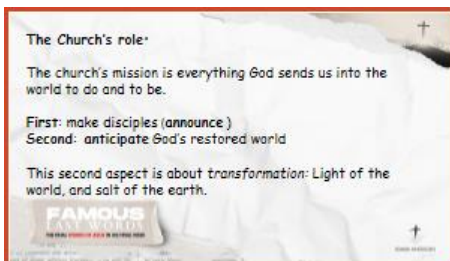 The Church's role:
The church's mission is everything God sends us into the
world to do and to be.
First: make disciples (announce )
Second: anticipate God's restored world
This second aspect is about transformation: Light of the
world, and salt of the earth.
FAMOUS
LAST WORDS